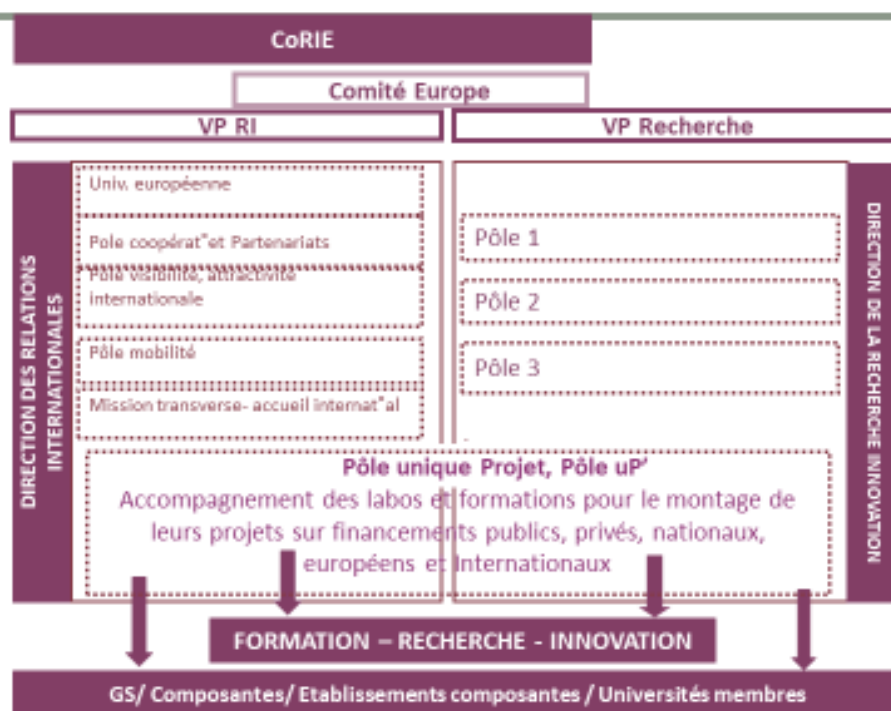 CoRIE
Comité Europe
VP RI
VP Recherche
DIRECTION DES RELATIONS
INTERNATIONALES
Univ. européenne
Pole coopérat°et Partenariats
Pole visibilité, attractivité
internationale
Pôle mobilité
Mission transverse- accueil internat°al
Pôle 1
Pôle 2
Pôle 3
DIRECTION DE LA RECHERCHE INNOVATION
Pôle unique Projet, Pôle uP'
Accompagnement des labos et formations pour le montage de
leurs projets sur financements publics, privés, nationaux,
européens et Internationaux
FORMATION – RECHERCHE - INNOVATION
GS/ Composantes/ Etablissements composantes / Universités membres